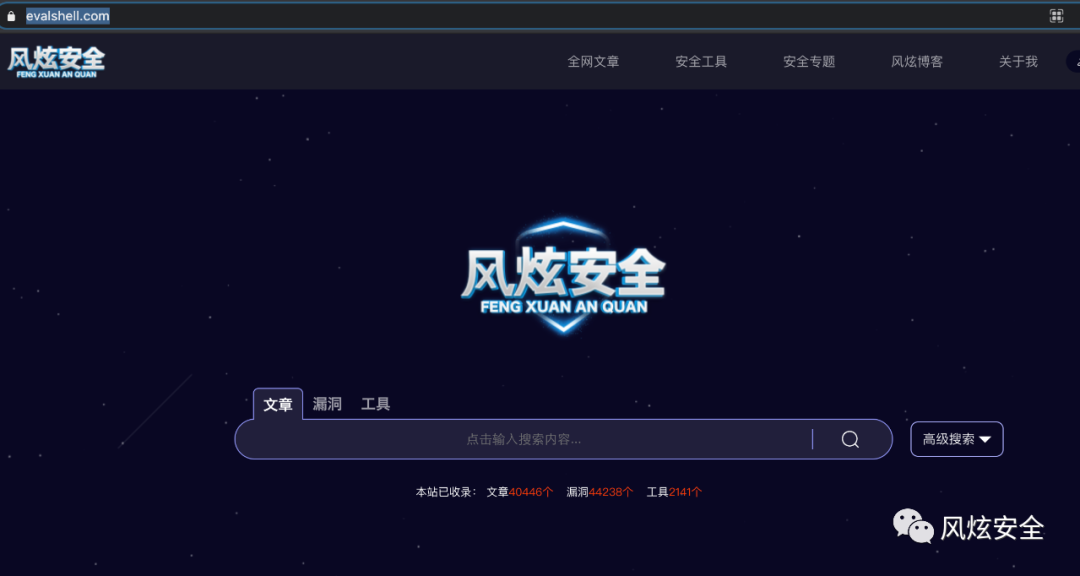 evalshell.com
风炫安全
FENG XUAN AN QUAN
全网文章 安全工具 安全专题 风炫博客 关于我
风炫安全
FENG XUAN AN QUAN
文章 漏洞 工具
点击输入搜索内容...
高级搜索
本站已收录： 文章40446个 漏洞44238个 工具2141个
风炫安全